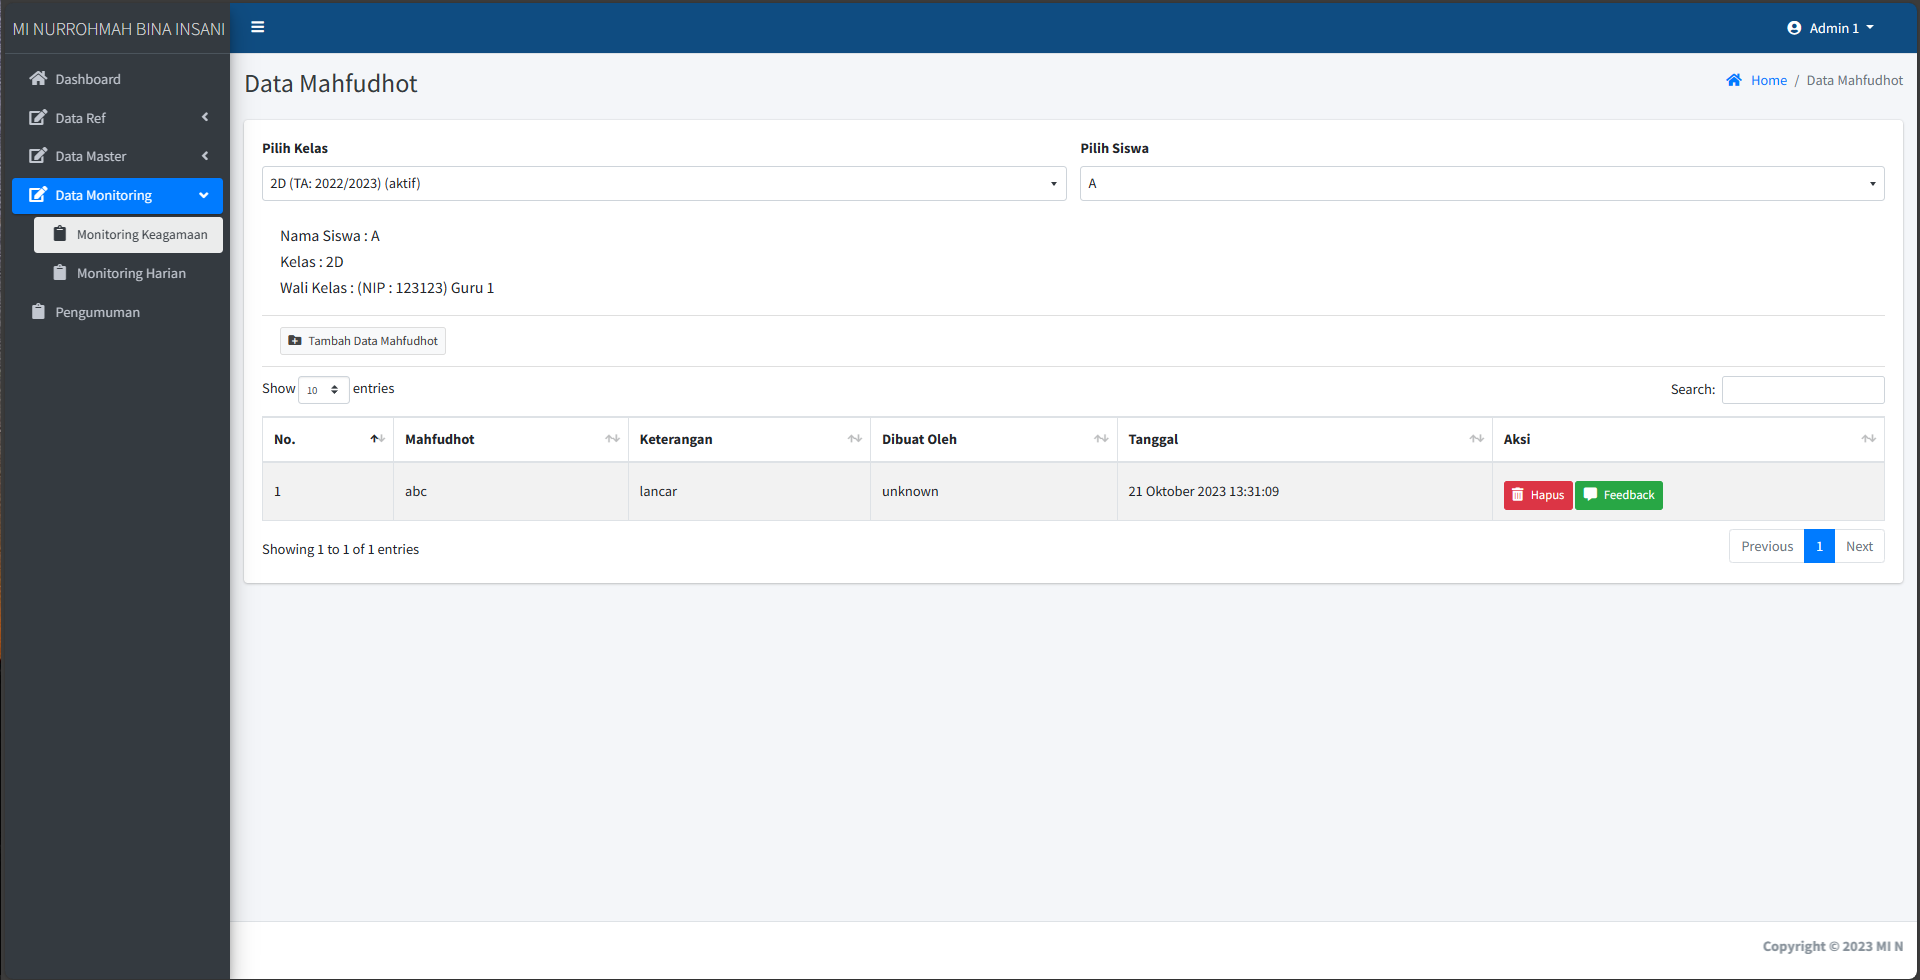 MI NURROHMAH BINA INSANI
Admin 1
Dashboard
Data Ref
Data Master
Data Monitoring
Monitoring Keagamaan
Monitoring Harian
Pengumuman
Data Mahfudhot
Home / Data Mahfudhot
Pilih Kelas
2D (TA: 2022/2023) (aktif)
Pilih Siswa
A
Nama Siswa : A
Kelas : 2D
Wali Kelas : (NIP : 123123) Guru 1
Tambah Data Mahfudhot
Show 10 entries
Search:
No. Mahfudhot Keterangan Dibuat Oleh Tanggal Aksi
1 abc lancar unknown 21 Oktober 2023 13:31:09 Hapus Feedback
Showing 1 to 1 of 1 entries
Previous 1 Next
Copyright © 2023 MI N